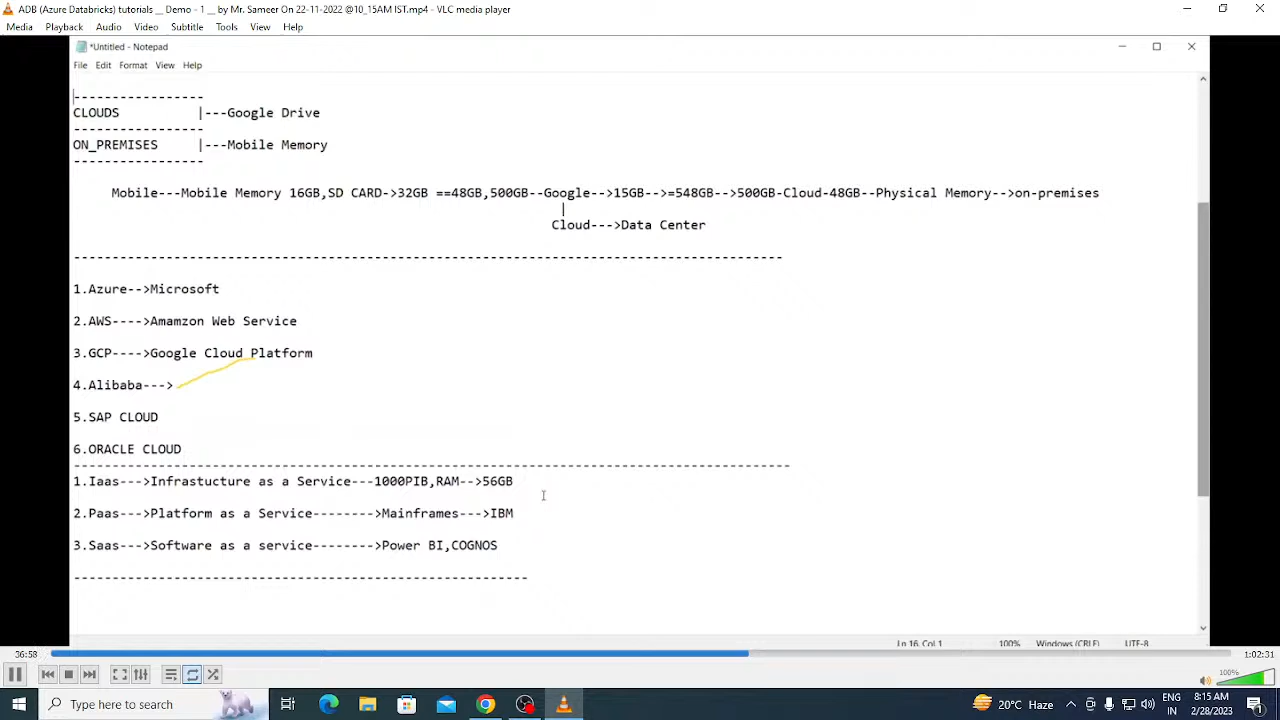 ADB (Azure Databricks) tutorials __ Demo - 1 __ by Mr. Sameer On 22-11-2022 @10_15AM IST.mp4 - VLC media player
Media Playback Audio Video Subtitle Tools View Help
*Untitled - Notepad
File Edit Format View Help
-----------------
CLOUDS |---Google Drive
-----------------
ON_PREMISES |---Mobile Memory
-----------------
Mobile---Mobile Memory 16GB,SD CARD->32GB ==48GB,500GB--Google-->15GB-->=548GB-->500GB-Cloud-48GB--Physical Memory-->on-premises
|
Cloud--->Data Center
--------------------------------------------------------------------------------------------
1.Azure-->Microsoft
2.AWS---->Amamzon Web Service
3.GCP---->Google Cloud Platform
4.Alibaba--->
5.SAP CLOUD
6.ORACLE CLOUD
---------------------------------------------------------------------------------------------
1.Iaas--->Infrastucture as a Service---1000PIB,RAM-->56GB
2.Paas--->Platform as a Service-------->Mainframes--->IBM
3.Saas--->Software as a service-------->Power BI,COGNOS
-----------------------------------------------------------
Ln 16, Col 1 100% Windows (CRLF) UTF-8
36:58 1:02:31
100%
Type here to search 20°C Haze ENG 8:15 AM
IN 2/28/2023